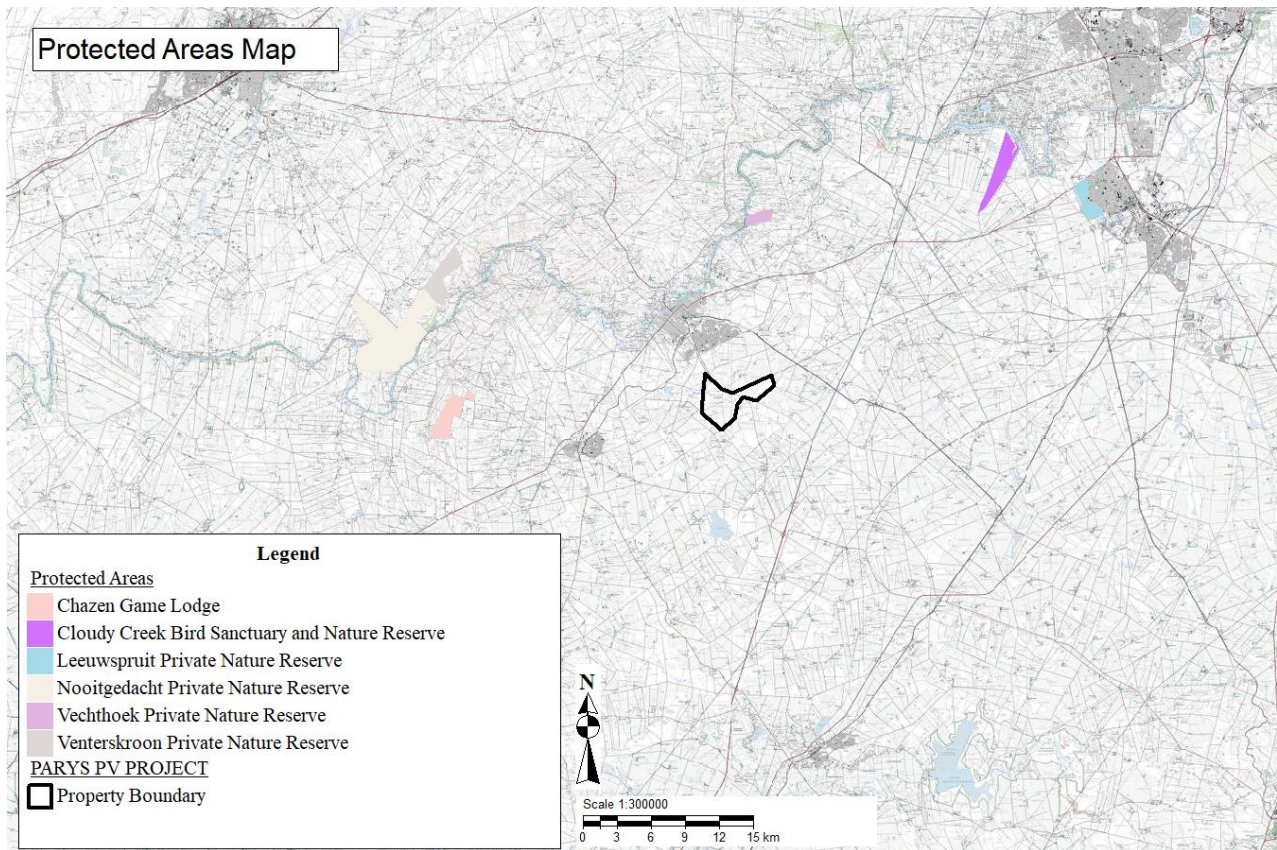 Protected Areas Map
Legend
Protected Areas
Chazen Game Lodge
Cloudy Creek Bird Sanctuary and Nature Reserve
Leeuwspruit Private Nature Reserve
Nooitgedacht Private Nature Reserve
Vechthoek Private Nature Reserve
Venterskroon Private Nature Reserve
PARYS PV PROJECT
Property Boundary
N
Scale 1:300000
0 3 6 9 12 15 km